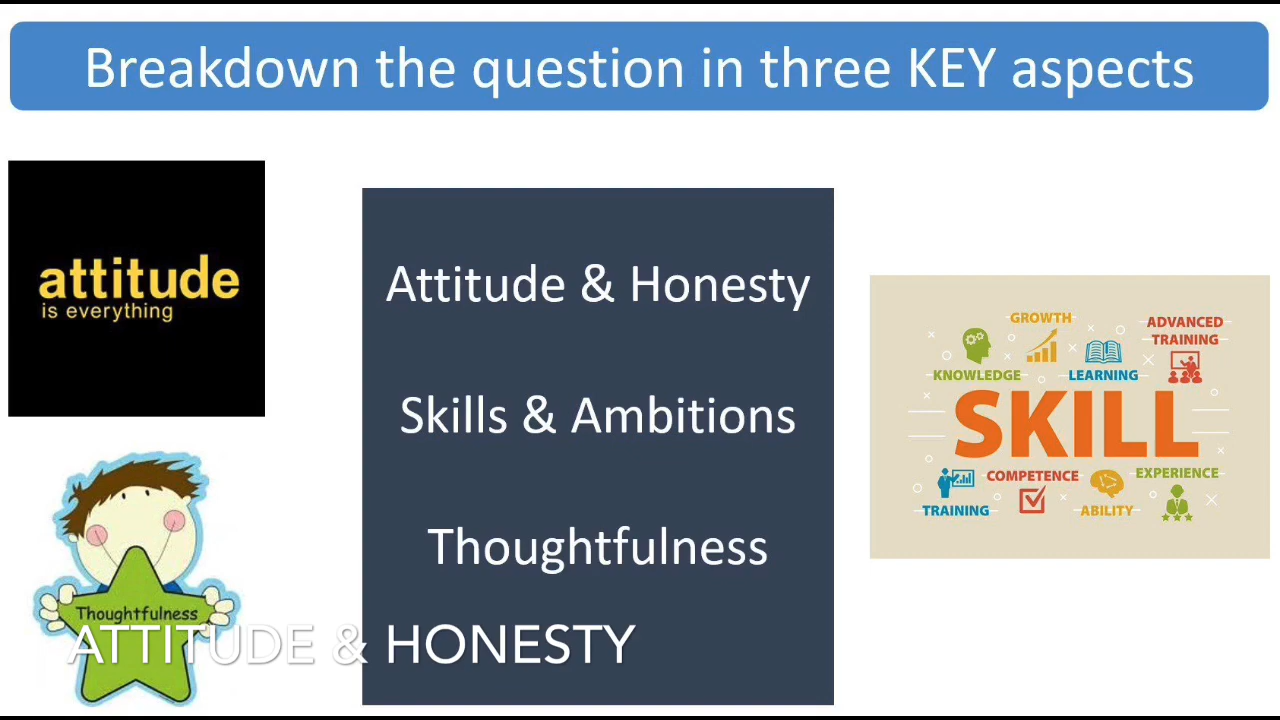 Breakdown the question in three KEY aspects
attitude
is everything
Attitude & Honesty
Skills & Ambitions
Thoughtfulness
GROWTH
ADVANCED
TRAINING
KNOWLEDGE
LEARNING
SKILL
TRAINING
COMPETENCE
ABILITY
EXPERIENCE
Thoughtfulness
ATTITUDE & HONESTY